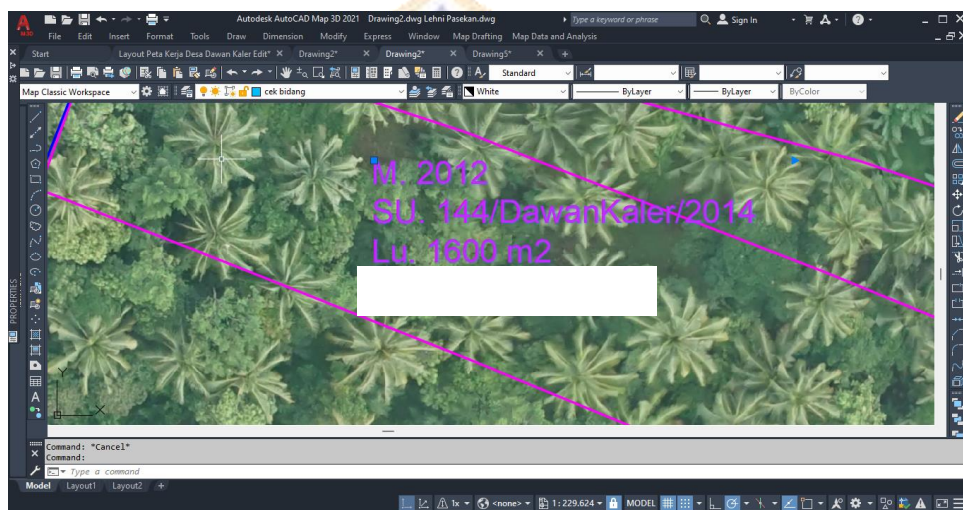 Autodesk AutoCAD Map 3D 2021 Drawing2.dwg Lehni Pasekan.dwg
Type a keyword or phrase
Sign In
File Edit Insert Format Tools Draw Dimension Modify Express Window Map Drafting Map Data and Analysis
Start Layout Peta Kerja Desa Dawan Kaler Edit* Drawing2* Drawing2* Drawing5*
Standard
Map Classic Workspace cek bidang White ByLayer ByLayer ByColor
M. 2012
SU. 144/DawanKaler/2014
Lu. 1600 m2
PROPERTIES
Y
X
Command: *Cancel*
Command:
Type a command
Model Layout1 Layout2 +
1x <none> 1:229.624 MODEL